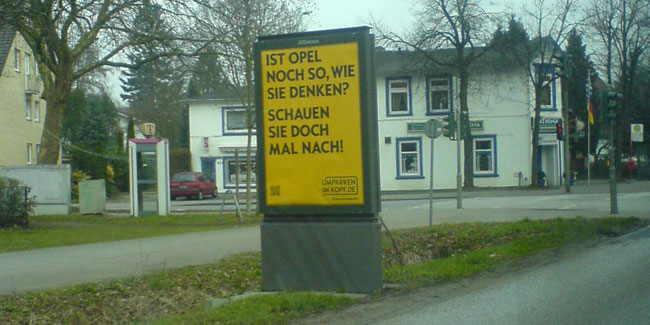 IST OPEL
NOCH SO, WIE
SIE DENKEN?
SCHAUEN
SIE DOCH
MAL NACH!
UMPARKEN
IM KOPF.DE